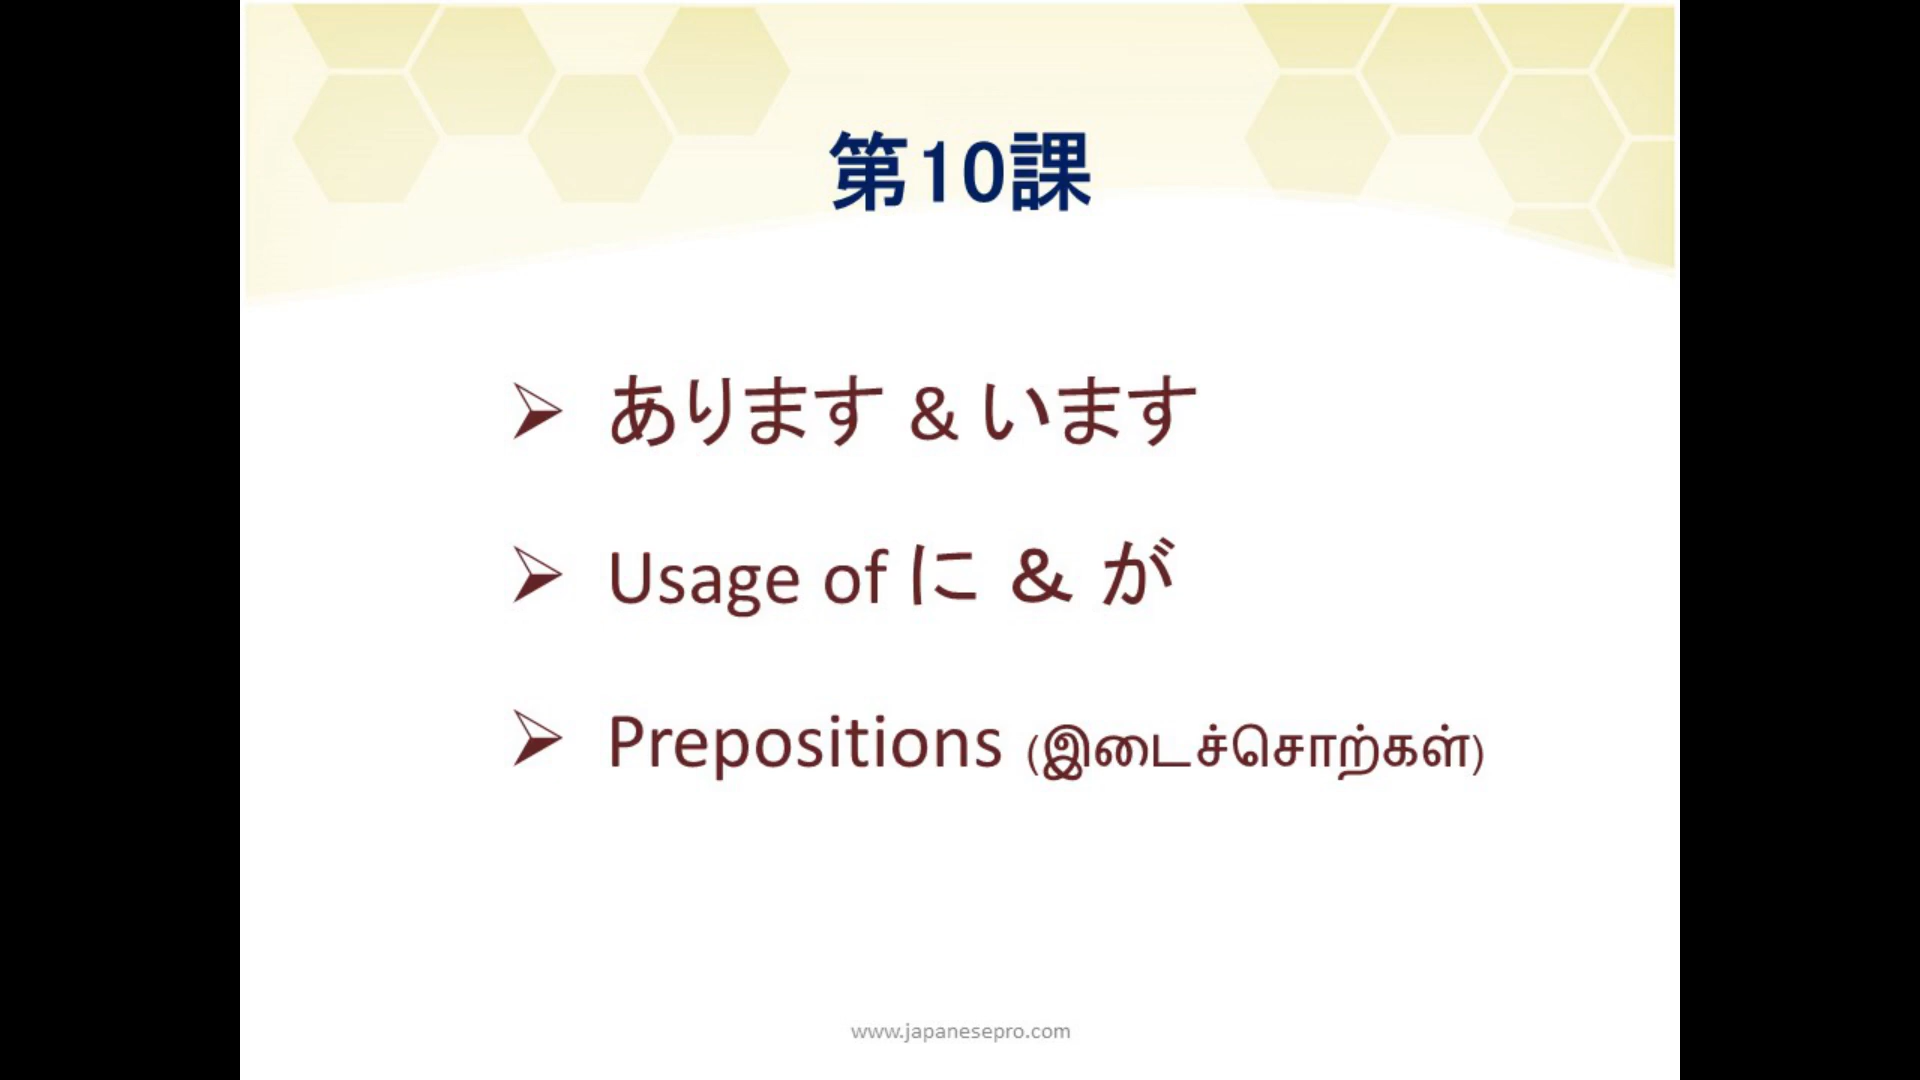 第10課
あります & います
Usage of に & が
Prepositions (இடைச்சொற்கள்)
www.japanesepro.com